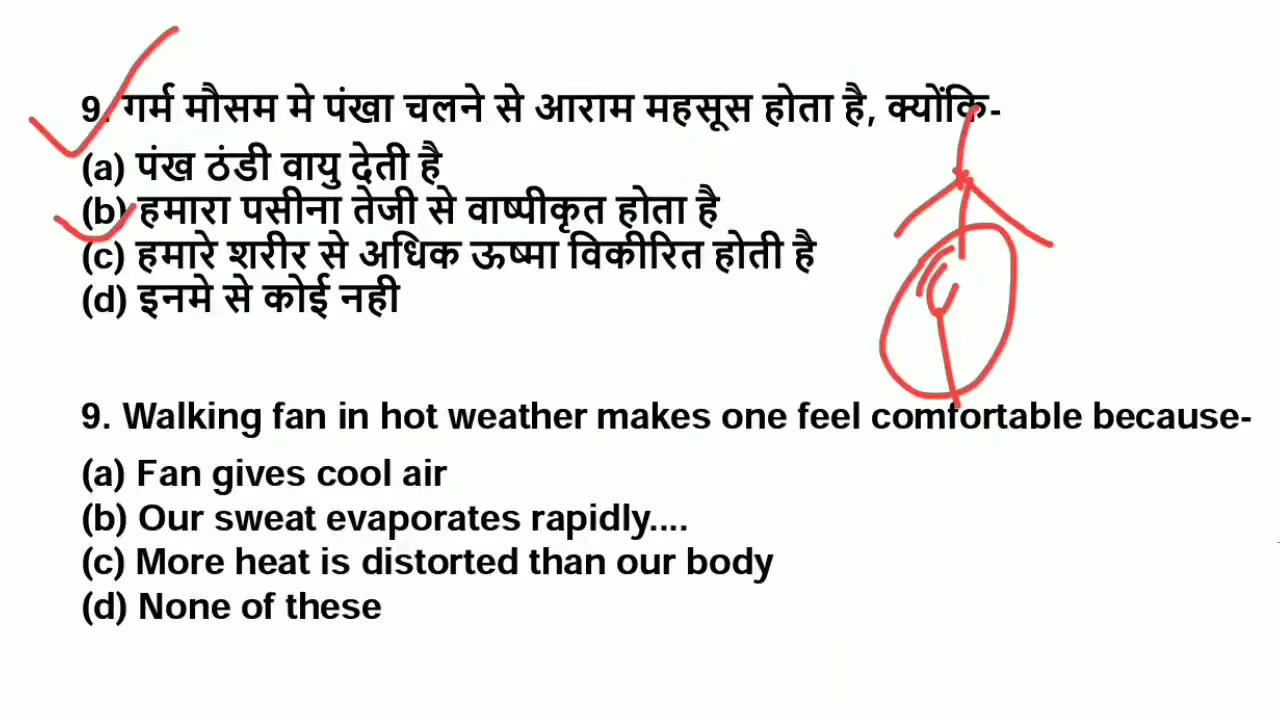 9. गर्म मौसम मे पंखा चलने से आराम महसूस होता है, क्योंकि-
(a) पंख ठंडी वायु देती है
(b) हमारा पसीना तेजी से वाष्पीकृत होता है
(c) हमारे शरीर से अधिक ऊष्मा विकीरित होती है
(d) इनमे से कोई नही
9. Walking fan in hot weather makes one feel comfortable because-
(a) Fan gives cool air
(b) Our sweat evaporates rapidly....
(c) More heat is distorted than our body
(d) None of these